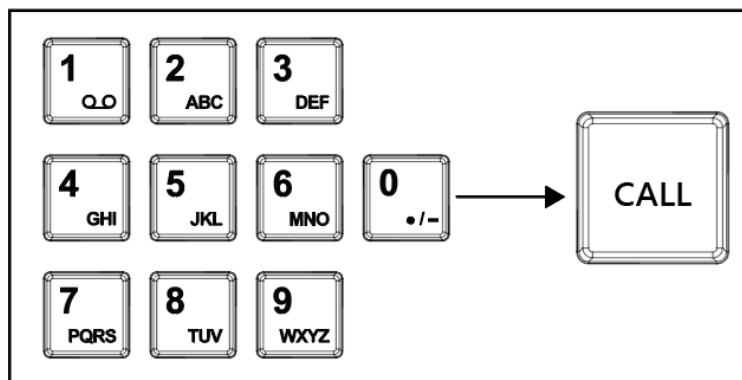 1 2 3
ABC DEF
4 5 6 0
GHI JKL MNO •/–
CALL
7 8 9
PQRS TUV WXYZ